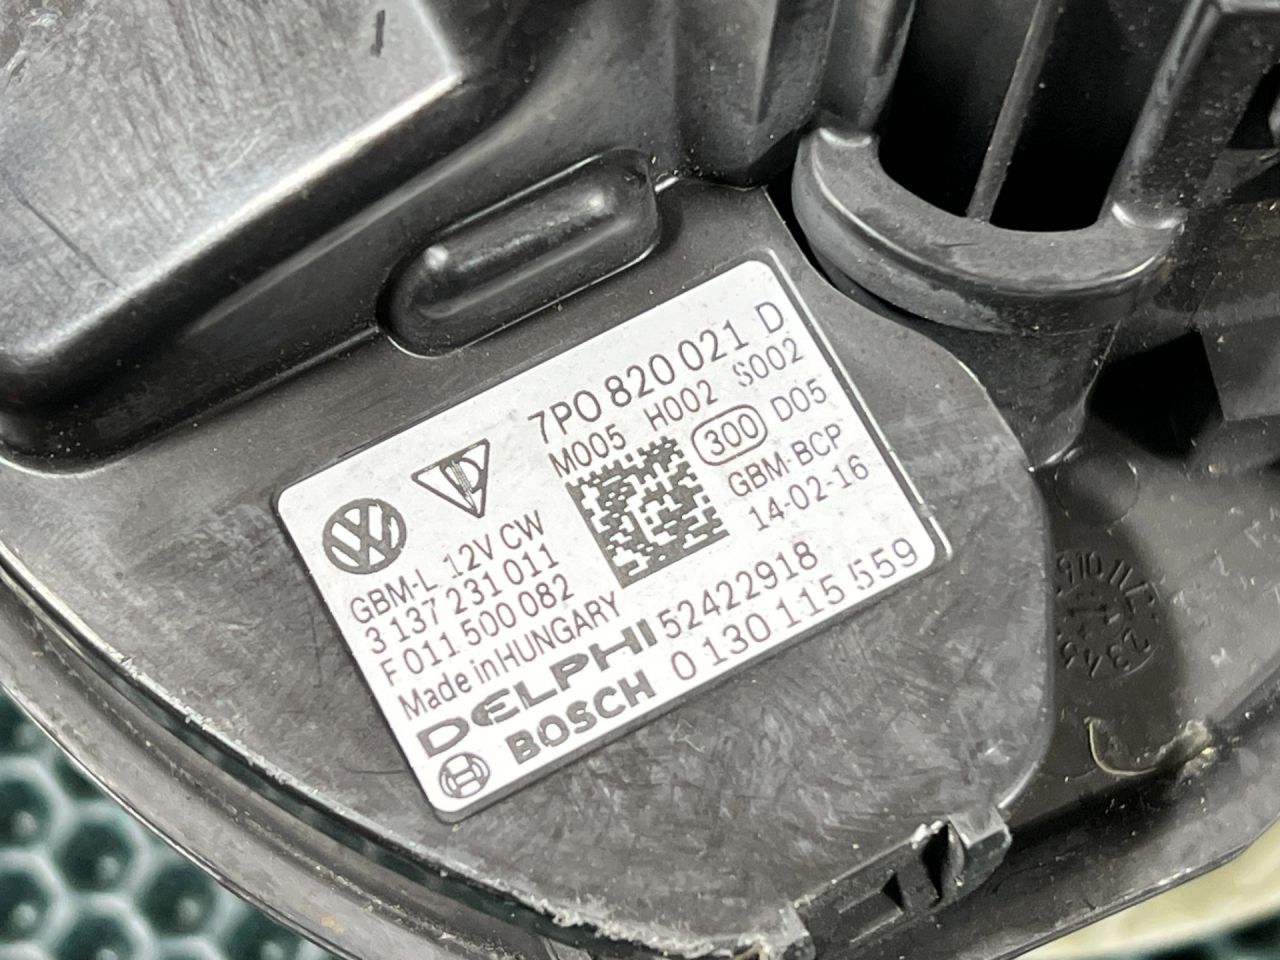 7P0 820 021 D
M005 H002 S002
300 D05
GBM-BCP
14-02-16
GBM-L 12V CW
3 137 231 011
F 011 500 082
Made in HUNGARY
DELPHI 52422918
BOSCH 0 130 115 559